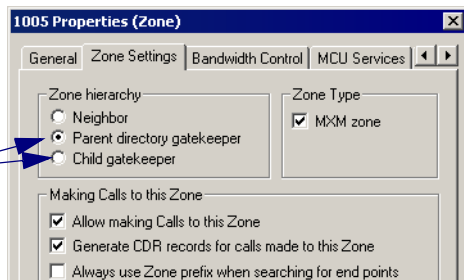 1005 Properties (Zone)
General Zone Settings Bandwidth Control MCU Services
Zone hierarchy
Neighbor
Parent directory gatekeeper
Child gatekeeper
Zone Type
MXM zone
Making Calls to this Zone
Allow making Calls to this Zone
Generate CDR records for calls made to this Zone
Always use Zone prefix when searching for end points